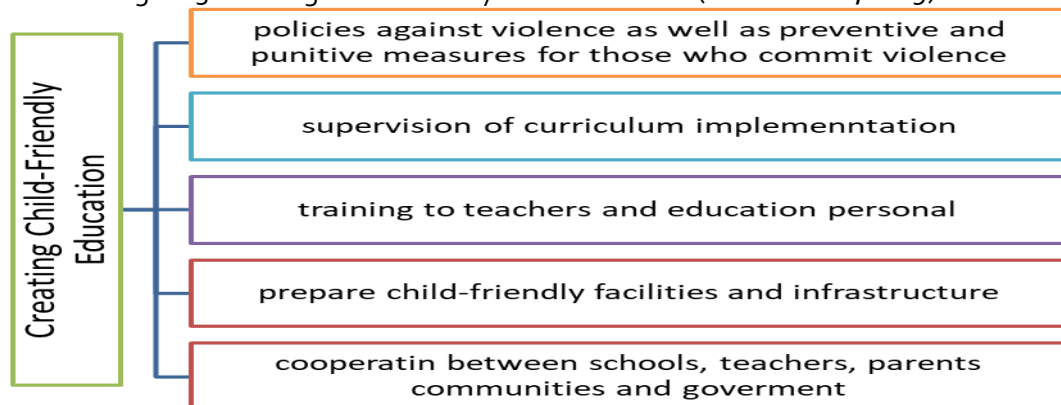 policies against violence as well as preventive and
punitive measures for those who commit violence
Creating Child-Friendly
Education
supervision of curriculum implemenntation
training to teachers and education personal
prepare child-friendly facilities and infrastructure
cooperatin between schools, teachers, parents
communities and goverment